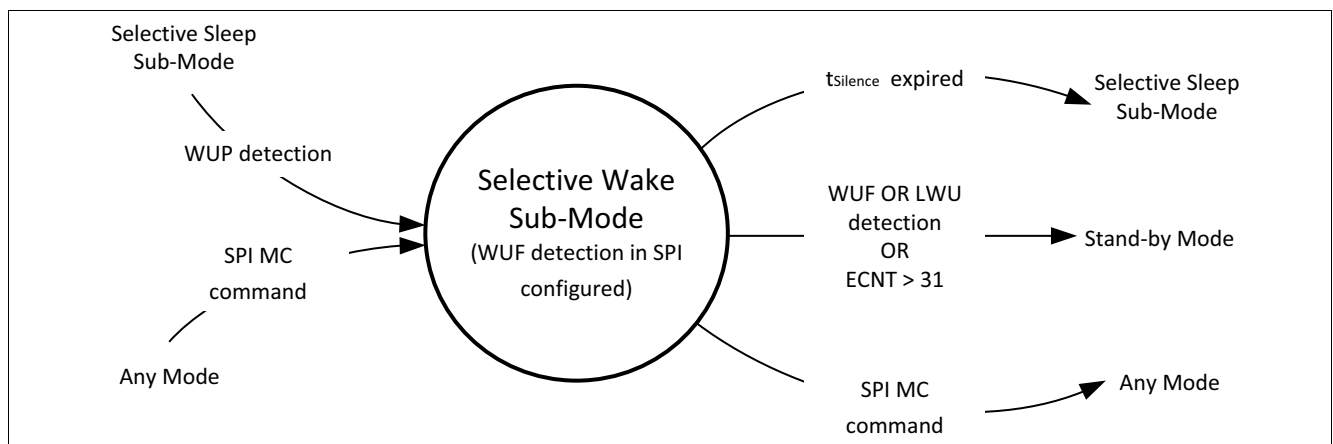 Selective Sleep
Sub-Mode
WUP detection
SPI MC
command
Any Mode
Selective Wake
Sub-Mode
(WUF detection in SPI
configured)
tSilence expired
Selective Sleep
Sub-Mode
WUF OR LWU
detection
OR
ECNT > 31
Stand-by Mode
SPI MC
command
Any Mode